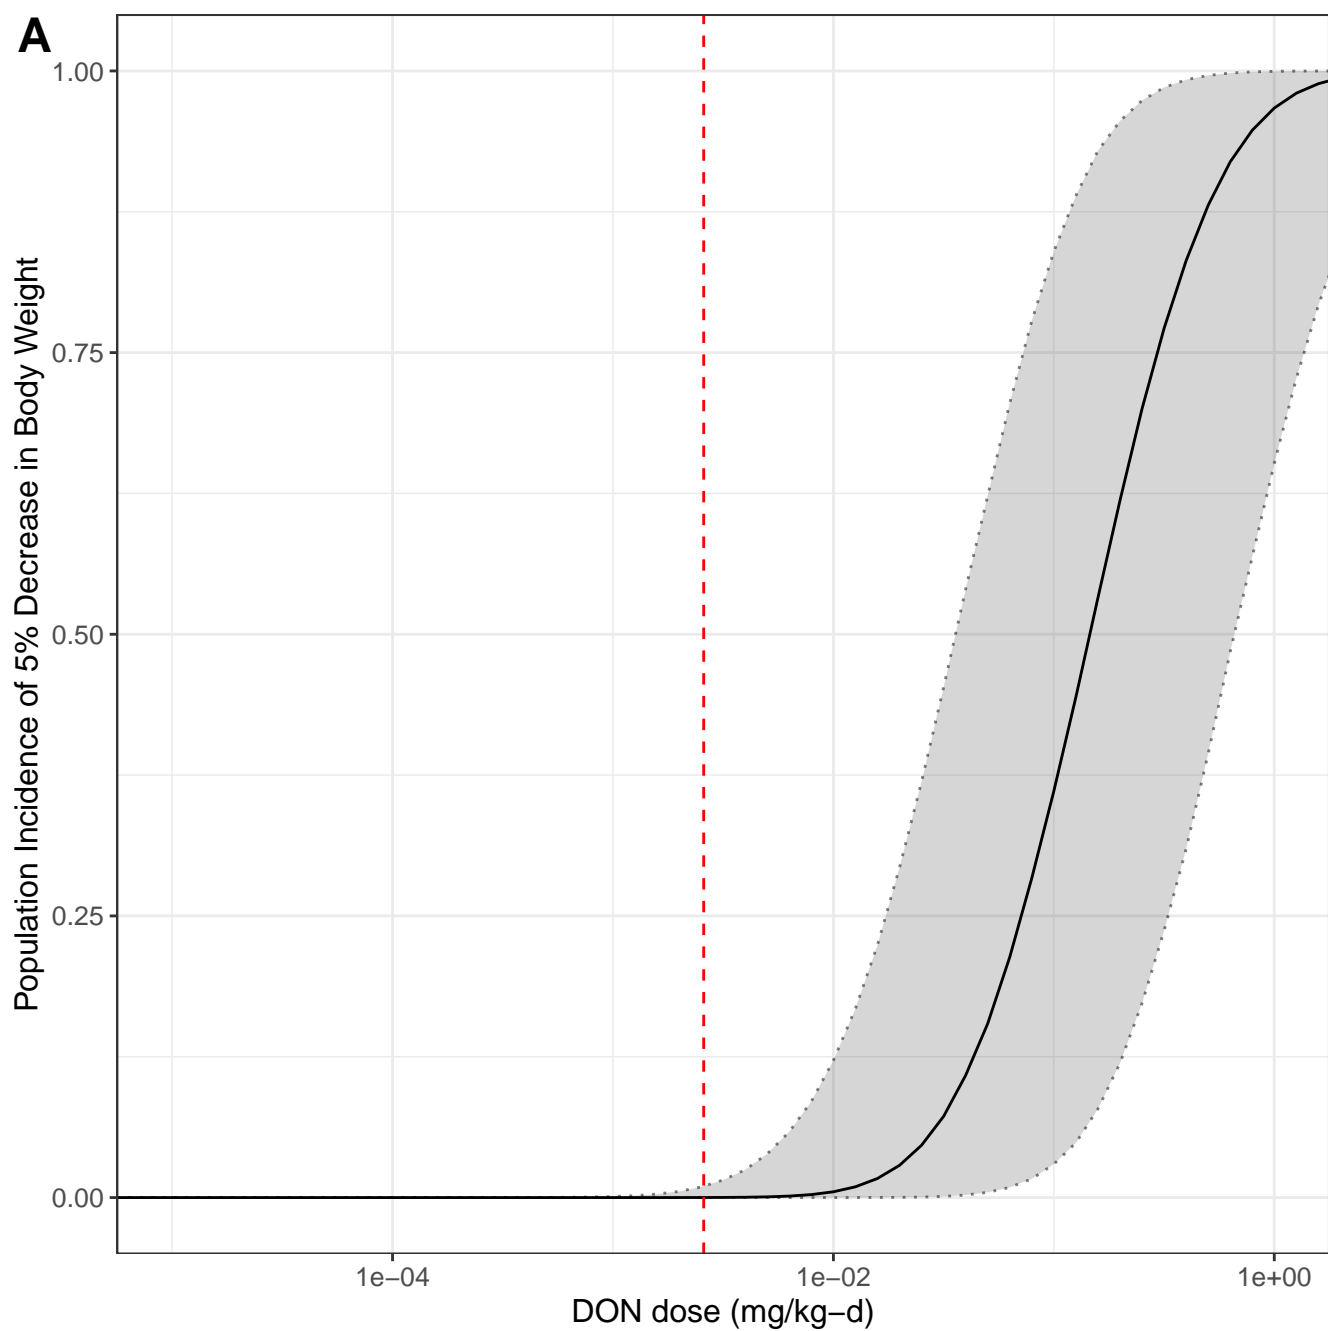 A
Population Incidence of 5% Decrease in Body Weight
1.00
0.75
0.50
0.25
0.00
1e−04
1e−02
1e+00
DON dose (mg/kg−d)